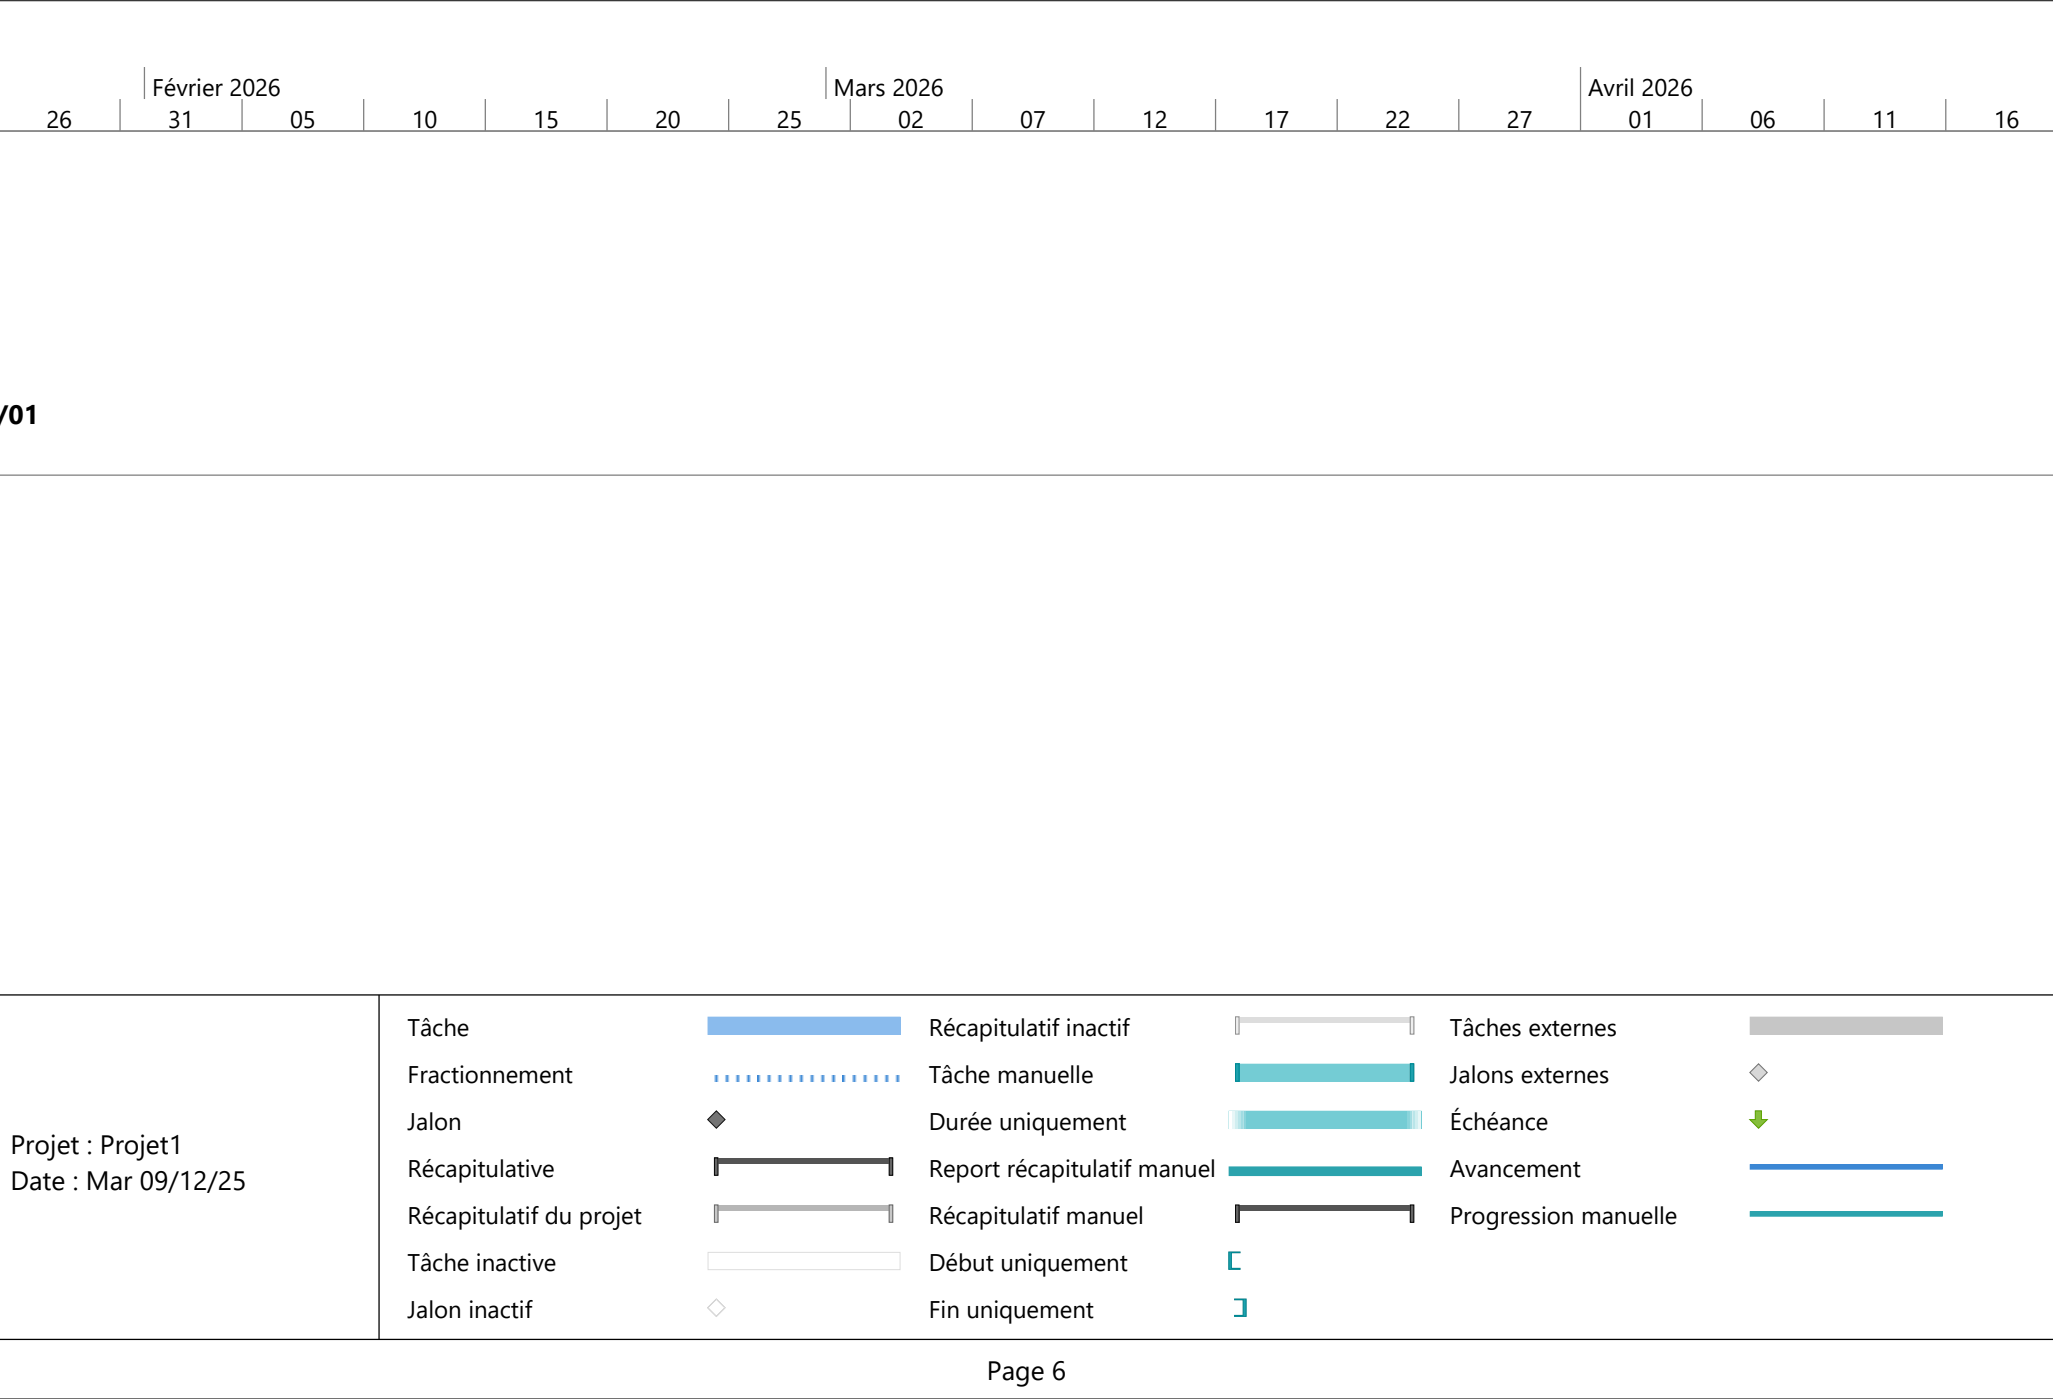 Février 2026 Mars 2026 Avril 2026
26 31 05 10 15 20 25 02 07 12 17 22 27 01 06 11 16
/01
Tâche Récapitulatif inactif Tâches externes
Fractionnement Tâche manuelle Jalons externes
Jalon Durée uniquement Échéance
Projet : Projet1
Récapitulative Report récapitulatif manuel Avancement
Date : Mar 09/12/25
Récapitulatif du projet Récapitulatif manuel Progression manuelle
Tâche inactive Début uniquement
Jalon inactif Fin uniquement
Page 6